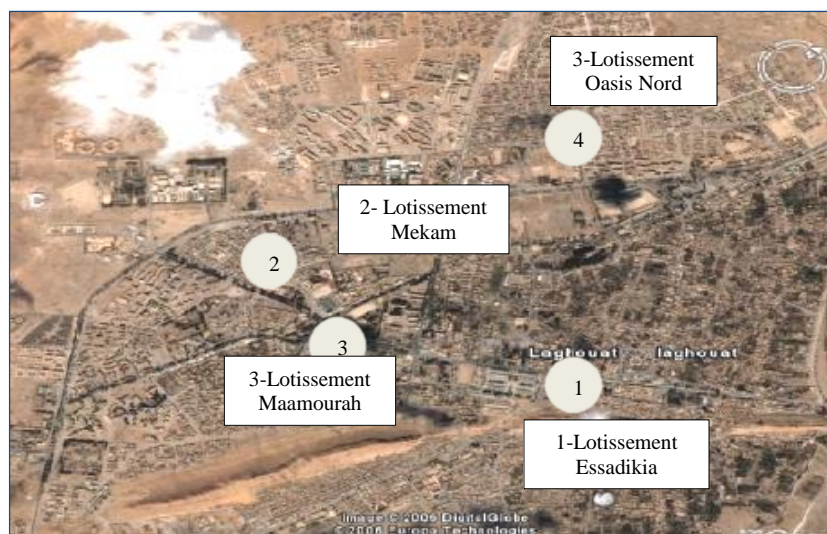 3-Lotissement
Oasis Nord
4
2- Lotissement
Mekam
2
3
3-Lotissement
Maamourah
Laghouat laghouat
1
1-Lotissement
Essadikia
Image © 2006 DigitalGlobe
© 2006 Europa Technologies